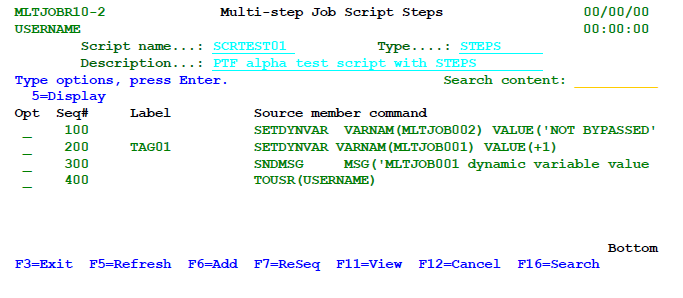 MLTJOBR10-2 Multi-step Job Script Steps 00/00/00
USERNAME 00:00:00
Script name...: SCRTEST01 Type....: STEPS
Description...: PTF alpha test script with STEPS
Type options, press Enter. Search content:
5=Display
Opt Seq# Label Source member command
_ 100 SETDYNVAR VARNAM(MLTJOB002) VALUE('NOT BYPASSED'
_ 200 TAG01 SETDYNVAR VARNAM(MLTJOB001) VALUE(+1)
_ 300 SNDMSG MSG('MLTJOB001 dynamic variable value
_ 400 TOUSR(USERNAME)
Bottom
F3=Exit F5=Refresh F6=Add F7=ReSeq F11=View F12=Cancel F16=Search